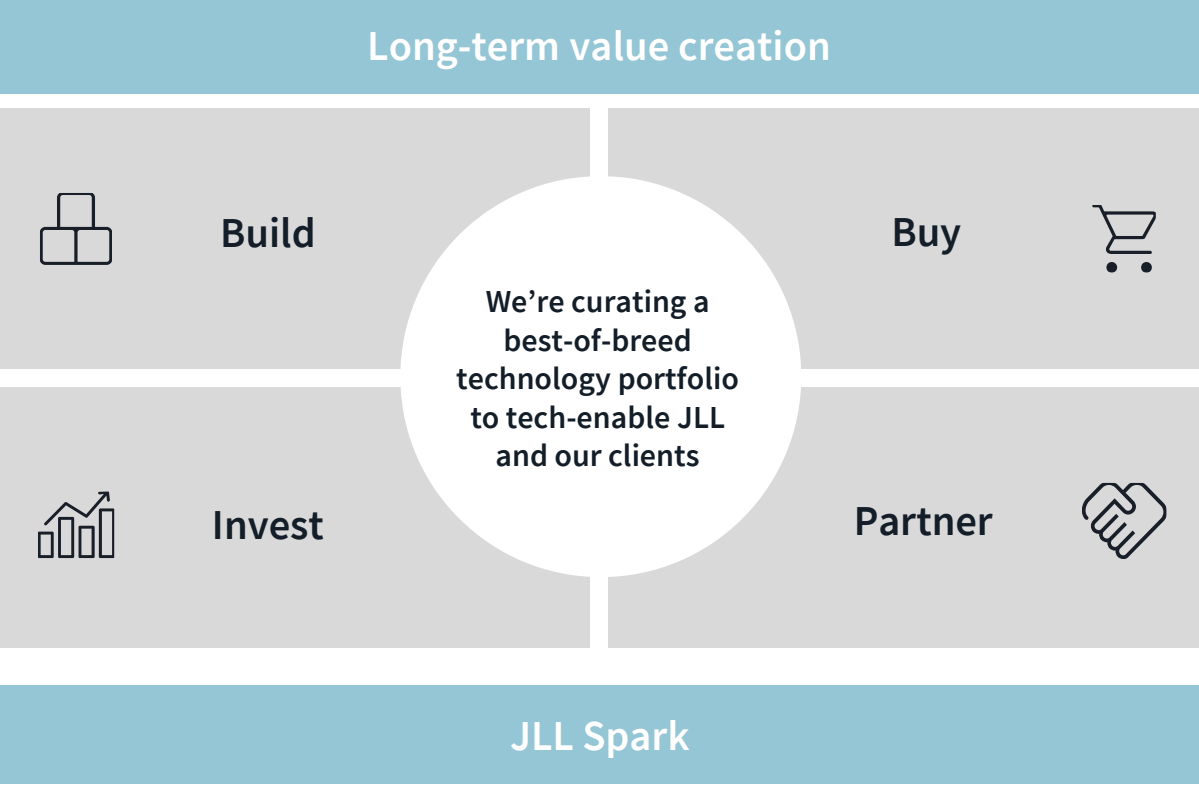 Long-term value creation
Build
Buy
We’re curating a
best-of-breed
technology portfolio
to tech-enable JLL
and our clients
Invest
Partner
JLL Spark